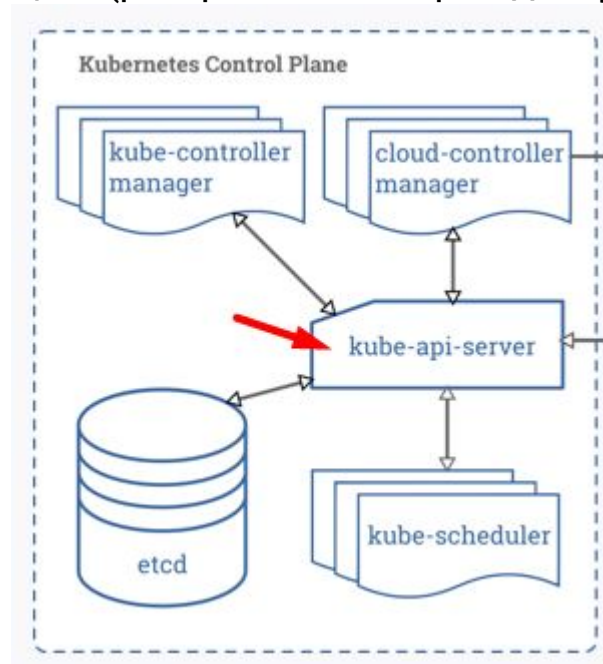 Kubernetes Control Plane
kube-controller
manager
cloud-controller
manager
kube-api-server
kube-scheduler
etcd